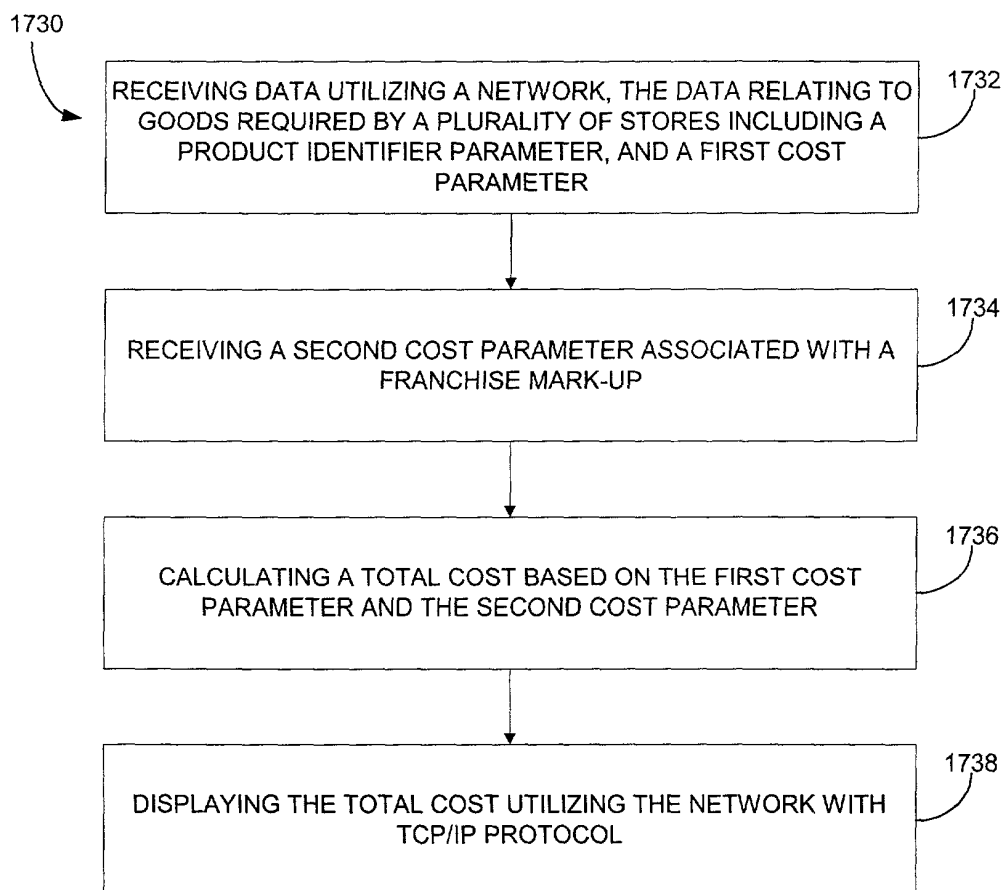 1730
RECEIVING DATA UTILIZING A NETWORK, THE DATA RELATING TO
GOODS REQUIRED BY A PLURALITY OF STORES INCLUDING A
PRODUCT IDENTIFIER PARAMETER, AND A FIRST COST
PARAMETER
1732
RECEIVING A SECOND COST PARAMETER ASSOCIATED WITH A
FRANCHISE MARK-UP
1734
CALCULATING A TOTAL COST BASED ON THE FIRST COST
PARAMETER AND THE SECOND COST PARAMETER
1736
DISPLAYING THE TOTAL COST UTILIZING THE NETWORK WITH
TCP/IP PROTOCOL
1738